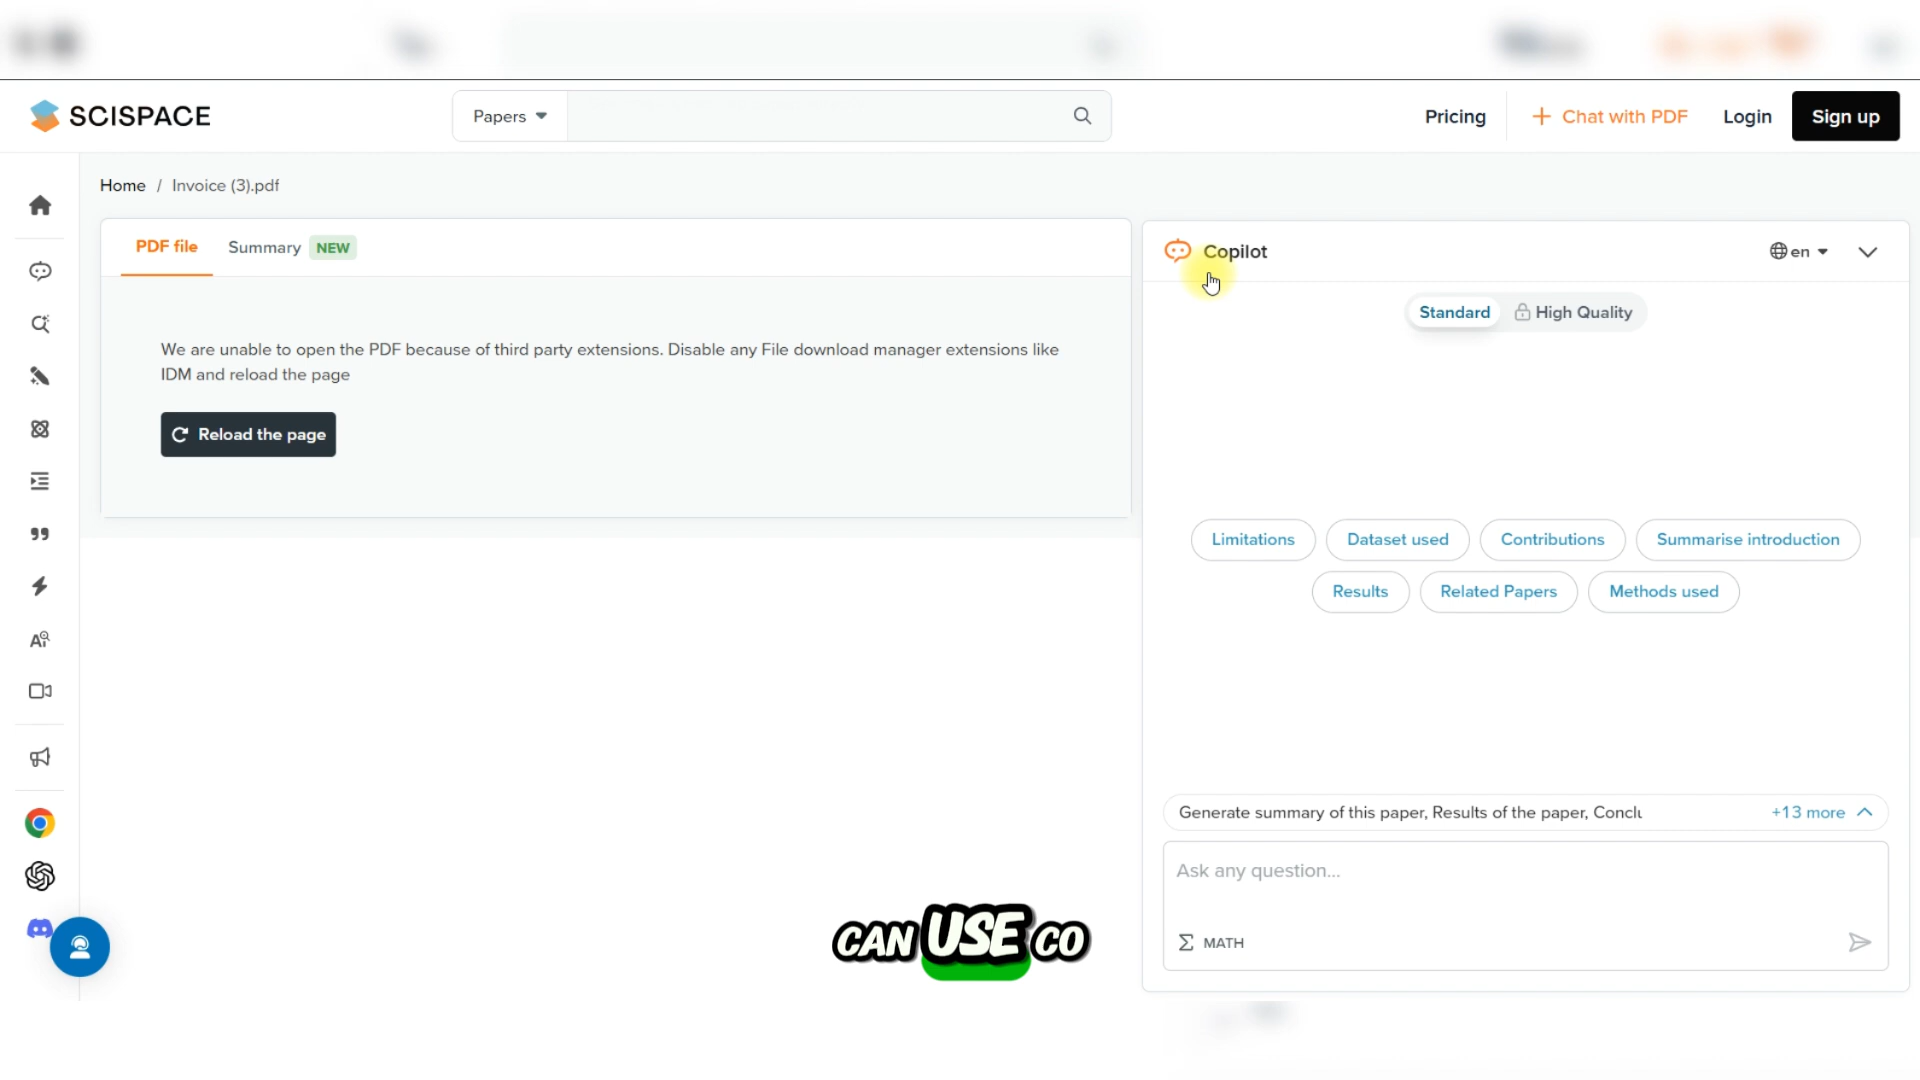 SCISPACE
Papers
Pricing
Chat with PDF
Login
Sign up
Home / Invoice (3).pdf
PDF file
Summary NEW
We are unable to open the PDF because of third party extensions. Disable any File download manager extensions like
IDM and reload the page
Reload the page
Copilot
en
Standard
High Quality
Limitations
Dataset used
Contributions
Summarise introduction
Results
Related Papers
Methods used
Generate summary of this paper, Results of the paper, Conclu
+13 more
Ask any question...
Σ MATH
CAN USE CO